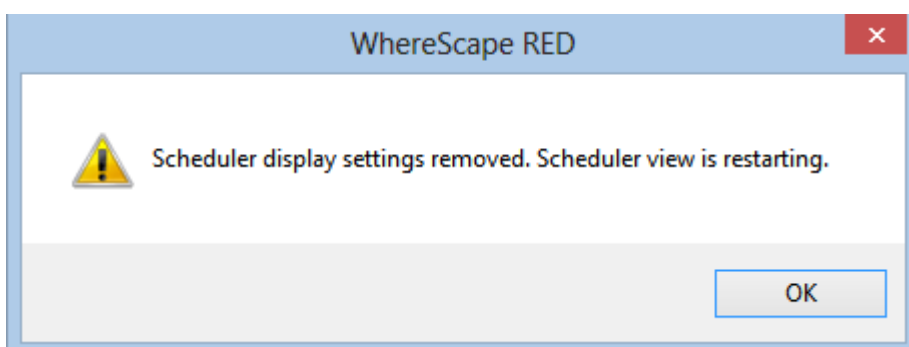 WhereScape RED
Scheduler display settings removed. Scheduler view is restarting.
OK